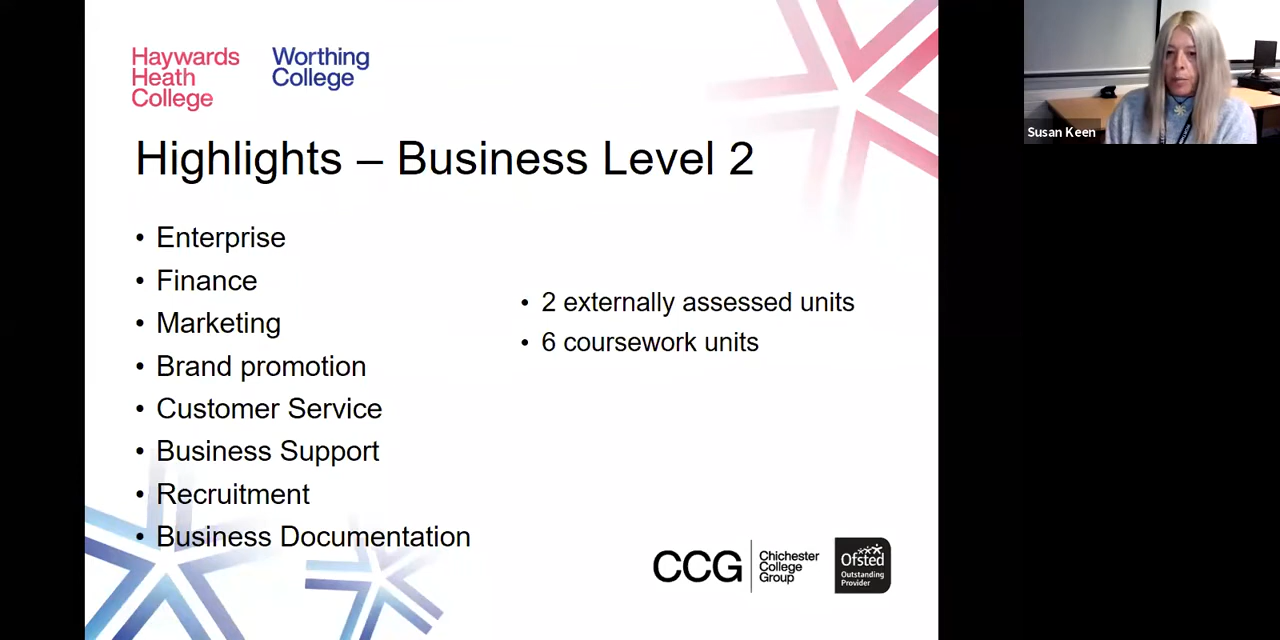 Haywards
Heath
College
Worthing
College
Highlights – Business Level 2
• Enterprise
• Finance
• Marketing
• Brand promotion
• Customer Service
• Business Support
• Recruitment
• Business Documentation
• 2 externally assessed units
• 6 coursework units
CCG
Chichester
College
Group
Ofsted
Outstanding
Provider
Susan Keen